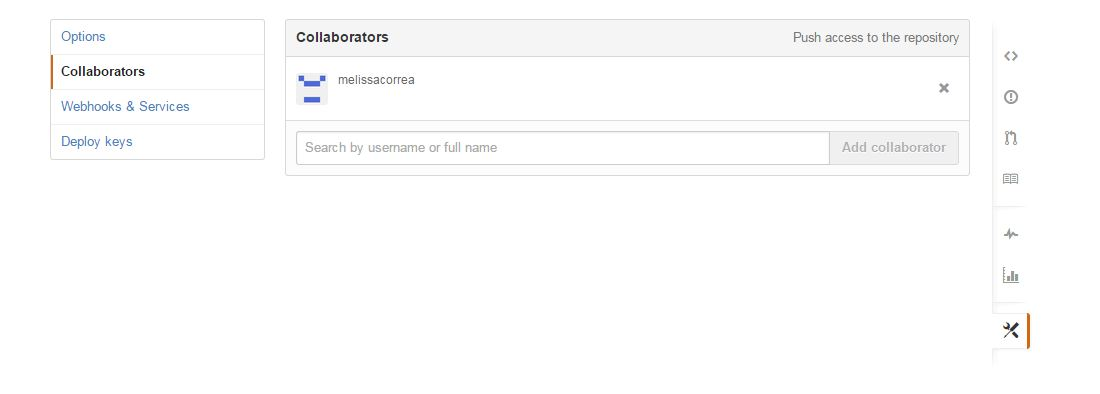 Options
Collaborators
Webhooks & Services
Deploy keys
Collaborators
Push access to the repository
melissacorrea
Search by username or full name
Add collaborator